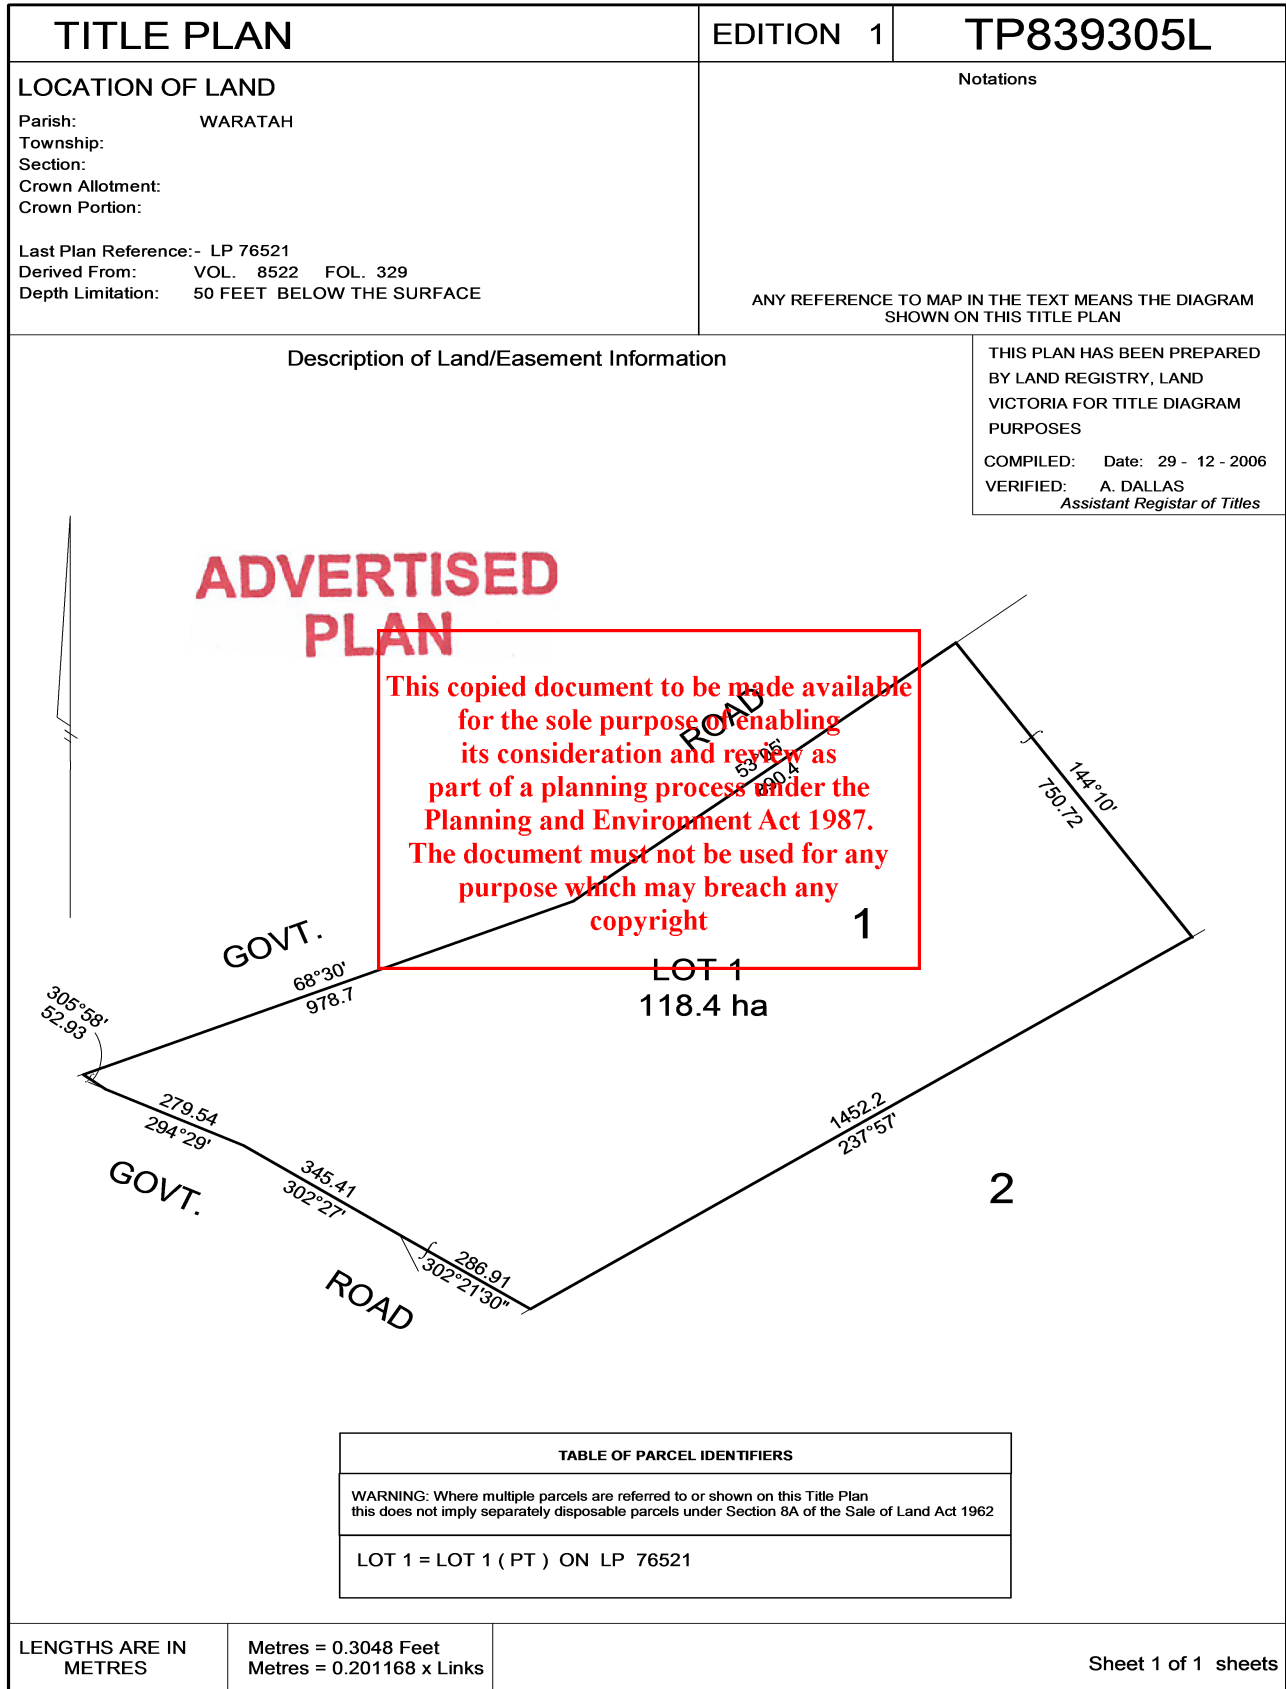 TITLE PLAN
EDITION 1
TP839305L
LOCATION OF LAND
Parish: WARATAH
Township:
Section:
Crown Allotment:
Crown Portion:
Last Plan Reference:- LP 76521
Derived From: VOL. 8522 FOL. 329
Depth Limitation: 50 FEET BELOW THE SURFACE
Notations
ANY REFERENCE TO MAP IN THE TEXT MEANS THE DIAGRAM
SHOWN ON THIS TITLE PLAN
Description of Land/Easement Information
THIS PLAN HAS BEEN PREPARED
BY LAND REGISTRY, LAND
VICTORIA FOR TITLE DIAGRAM
PURPOSES
COMPILED: Date: 29 - 12 - 2006
VERIFIED: A. DALLAS
Assistant Registar of Titles
ADVERTISED
PLAN
This copied document to be made available
for the sole purpose of enabling
its consideration and review as
part of a planning process under the
Planning and Environment Act 1987.
The document must not be used for any
purpose which may breach any
copyright
ROAD
53°05'
890.4
144°10'
750.72
GOVT.
68°30'
978.7
1
LOT 1
118.4 ha
305°58'
52.93
279.54
294°29'
GOVT.
345.41
302°27'
1452.2
237°57'
2
286.91
302°21'30"
ROAD
TABLE OF PARCEL IDENTIFIERS
WARNING: Where multiple parcels are referred to or shown on this Title Plan
this does not imply separately disposable parcels under Section 8A of the Sale of Land Act 1962
LOT 1 = LOT 1 ( PT ) ON LP 76521
LENGTHS ARE IN
METRES
Metres = 0.3048 Feet
Metres = 0.201168 x Links
Sheet 1 of 1 sheets